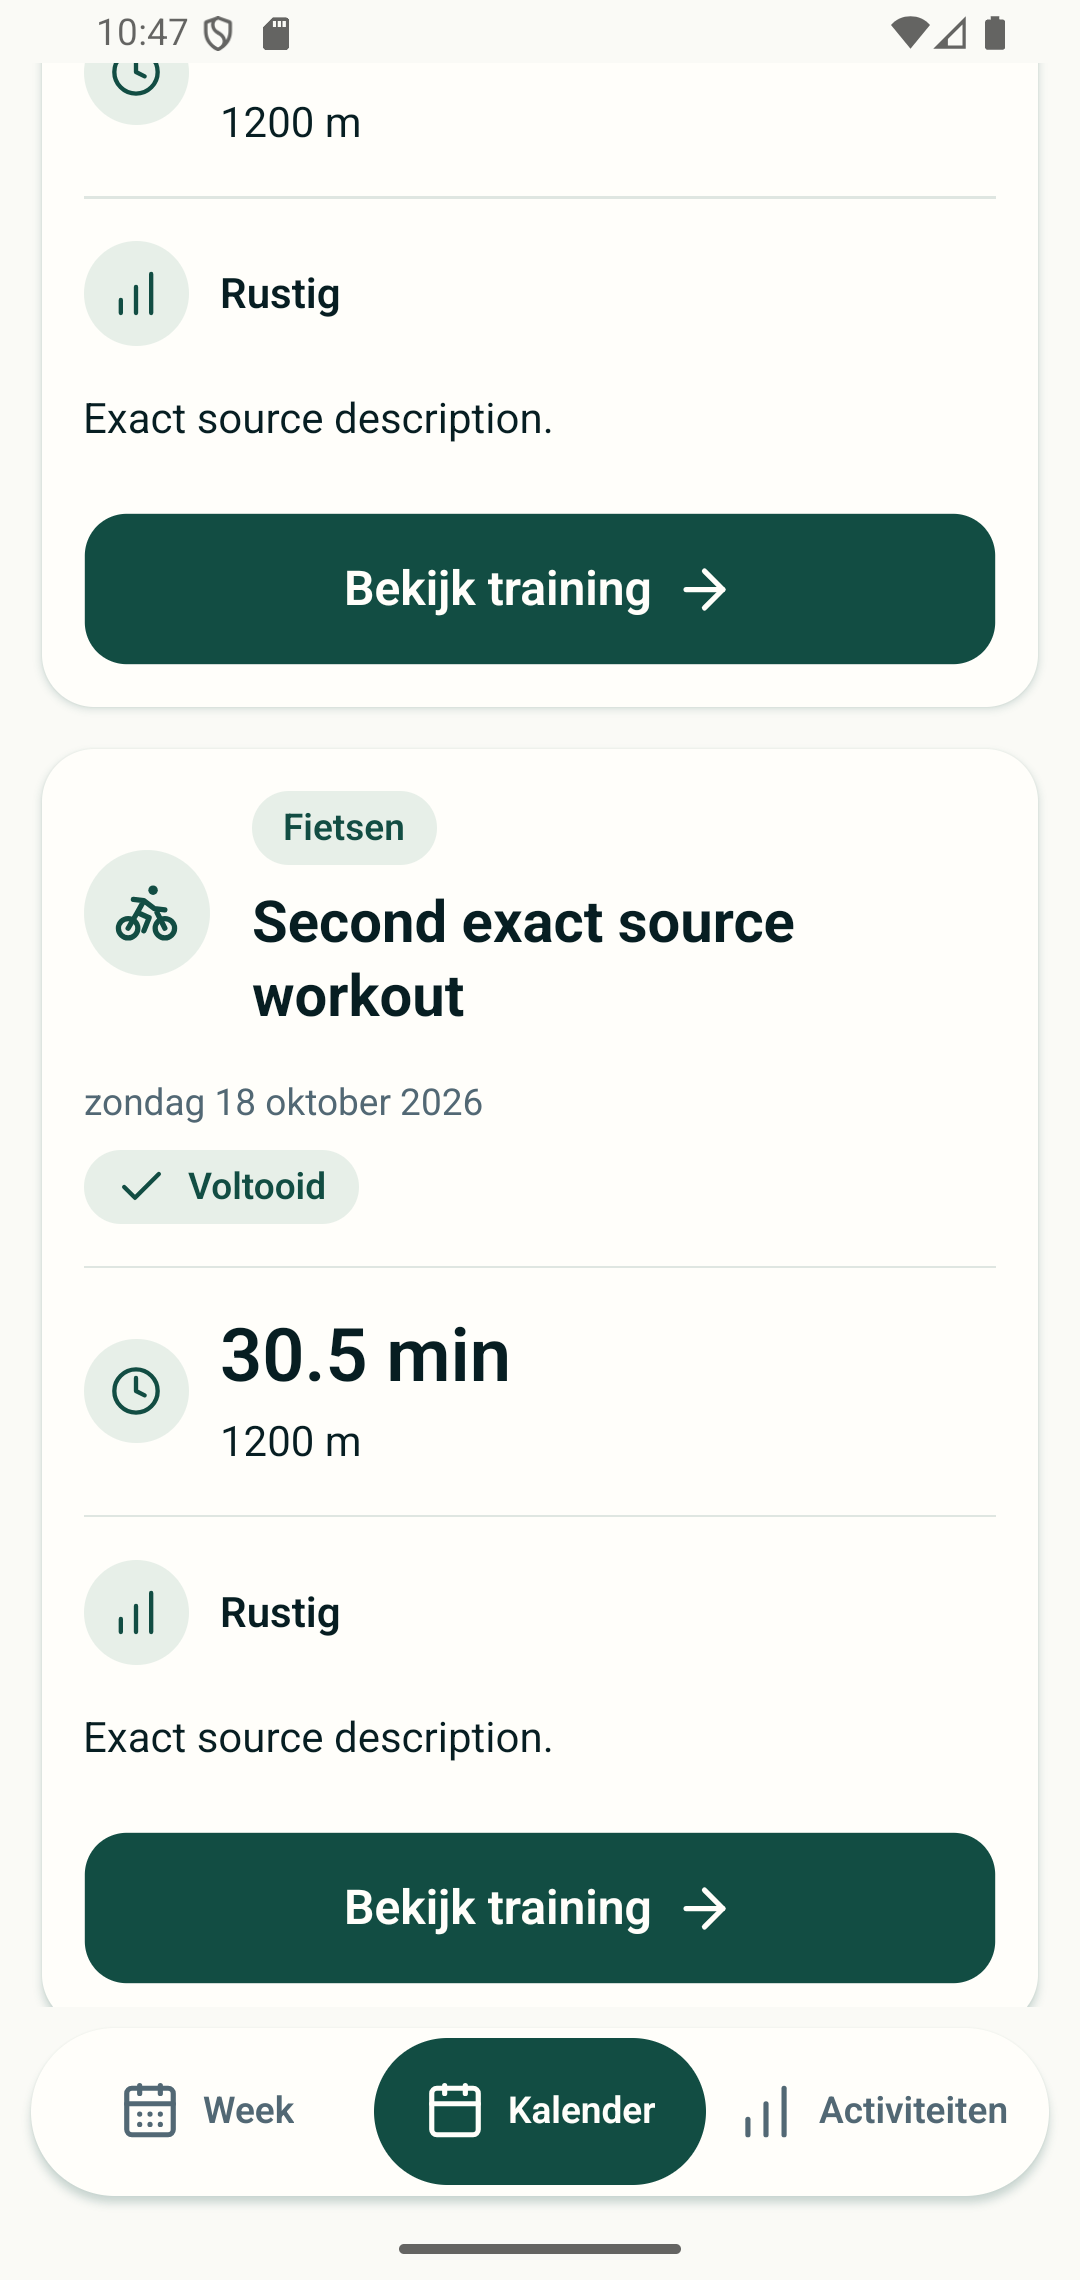 10:47
1200 m
Rustig
Exact source description.
Bekijk training
Fietsen
Second exact source
workout
zondag 18 oktober 2026
Voltooid
30.5 min
1200 m
Rustig
Exact source description.
Bekijk training
Week
Kalender
Activiteiten